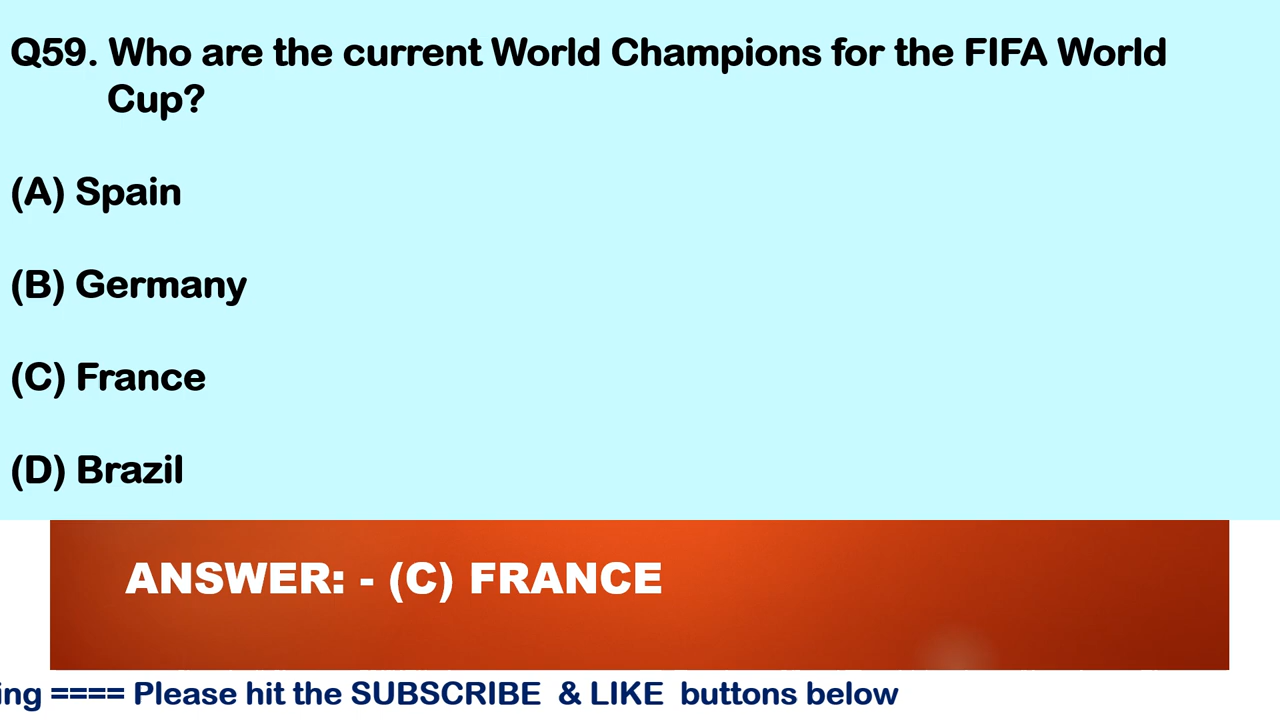 Q59. Who are the current World Champions for the FIFA World
Cup?
(A) Spain
(B) Germany
(C) France
(D) Brazil
ANSWER: - (C) FRANCE
ing ==== Please hit the SUBSCRIBE & LIKE buttons below